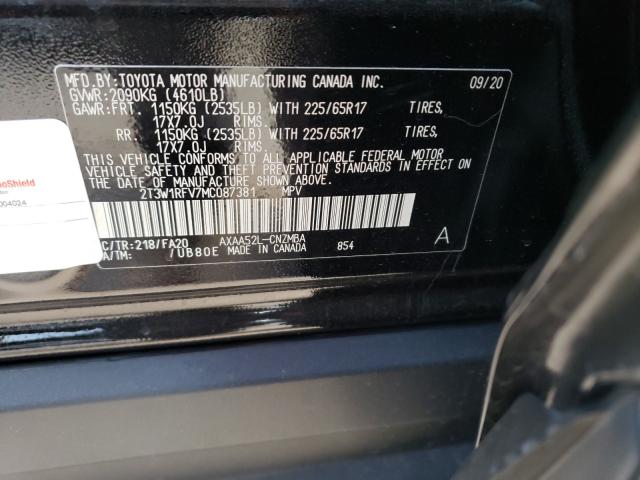 MFD.BY:TOYOTA MOTOR MANUFACTURING CANADA INC. 09/20
GVWR:2090KG (4610LB)
GAWR:FRT. 1150KG (2535LB) WITH 225/65R17 TIRES,
17X7.0J RIMS.
RR. 1150KG (2535LB) WITH 225/65R17 TIRES,
17X7.0J RIMS.
THIS VEHICLE CONFORMS TO ALL APPLICABLE FEDERAL MOTOR
VEHICLE SAFETY AND THEFT PREVENTION STANDARDS IN EFFECT ON
THE DATE OF MANUFACTURE SHOWN ABOVE.
2T3W1RFV7MC087381 MPV
C/TR:218/FA20 AXAA52L-CNZMBA A
A/TM: /UB80E MADE IN CANADA 854
Shield
004024